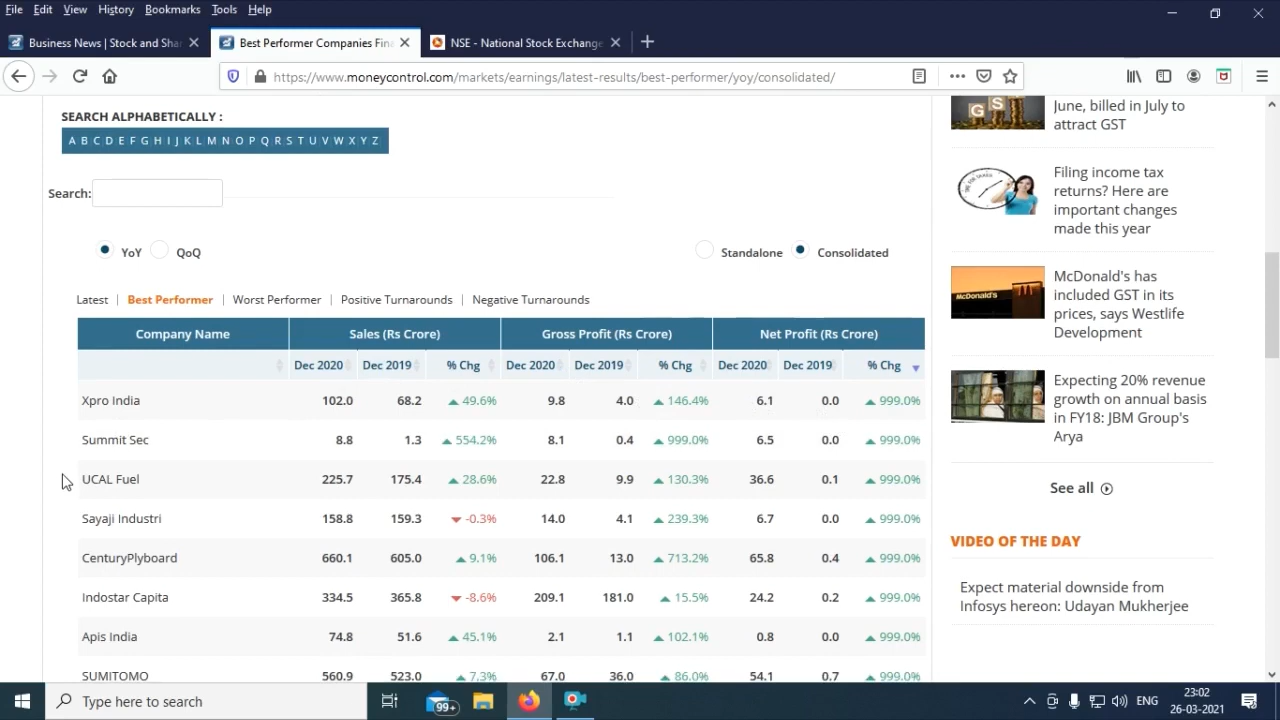 File Edit View History Bookmarks Tools Help
Business News | Stock and Sha
Best Performer Companies Fina
NSE - National Stock Exchange
https://www.moneycontrol.com/markets/earnings/latest-results/best-performer/yoy/consolidated/
SEARCH ALPHABETICALLY :
A B C D E F G H I J K L M N O P Q R S T U V W X Y Z
Search:
YoY QoQ Standalone Consolidated
Latest | Best Performer | Worst Performer | Positive Turnarounds | Negative Turnarounds
Company Name Sales (Rs Crore) Gross Profit (Rs Crore) Net Profit (Rs Crore)
Dec 2020 Dec 2019 % Chg Dec 2020 Dec 2019 % Chg Dec 2020 Dec 2019 % Chg
Xpro India 102.0 68.2 49.6% 9.8 4.0 146.4% 6.1 0.0 999.0%
Summit Sec 8.8 1.3 554.2% 8.1 0.4 999.0% 6.5 0.0 999.0%
UCAL Fuel 225.7 175.4 28.6% 22.8 9.9 130.3% 36.6 0.1 999.0%
Sayaji Industri 158.8 159.3 -0.3% 14.0 4.1 239.3% 6.7 0.0 999.0%
CenturyPlyboard 660.1 605.0 9.1% 106.1 13.0 713.2% 65.8 0.4 999.0%
Indostar Capita 334.5 365.8 -8.6% 209.1 181.0 15.5% 24.2 0.2 999.0%
Apis India 74.8 51.6 45.1% 2.1 1.1 102.1% 0.8 0.0 999.0%
SUMITOMO 560.9 523.0 7.3% 67.0 36.0 86.0% 54.1 0.7 999.0%
GS
June, billed in July to
attract GST
Filing income tax
returns? Here are
important changes
made this year
McDonald's
McDonald's has
included GST in its
prices, says Westlife
Development
Expecting 20% revenue
growth on annual basis
in FY18: JBM Group's
Arya
See all
VIDEO OF THE DAY
Expect material downside from
Infosys hereon: Udayan Mukherjee
Type here to search
99+
ENG
23:02
26-03-2021